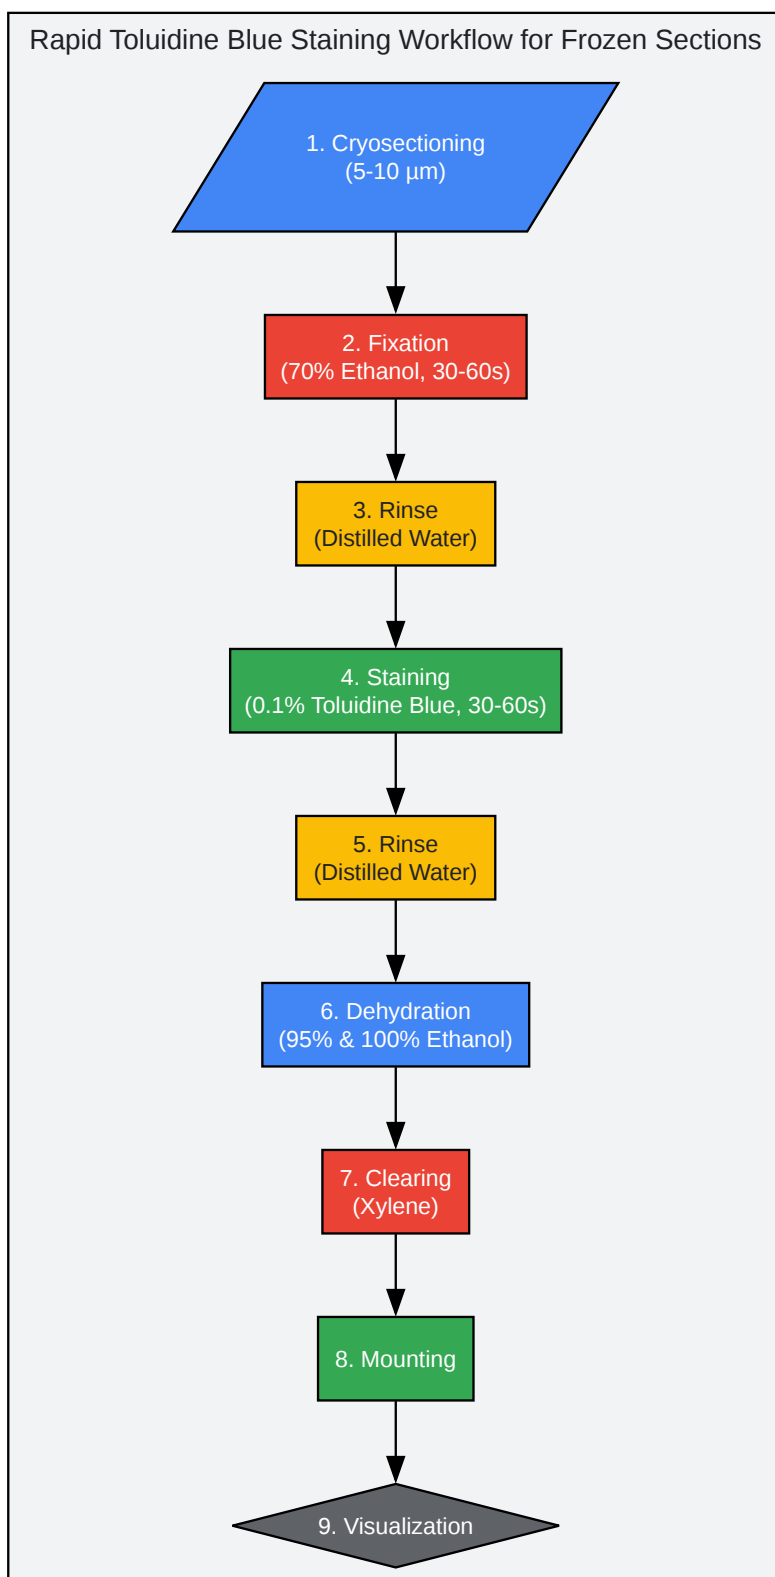 Rapid Toluidine Blue Staining Workflow for Frozen Sections
1. Cryosectioning
(5-10 µm)
2. Fixation
(70% Ethanol, 30-60s)
3. Rinse
(Distilled Water)
4. Staining
(0.1% Toluidine Blue, 30-60s)
5. Rinse
(Distilled Water)
6. Dehydration
(95% & 100% Ethanol)
7. Clearing
(Xylene)
8. Mounting
9. Visualization